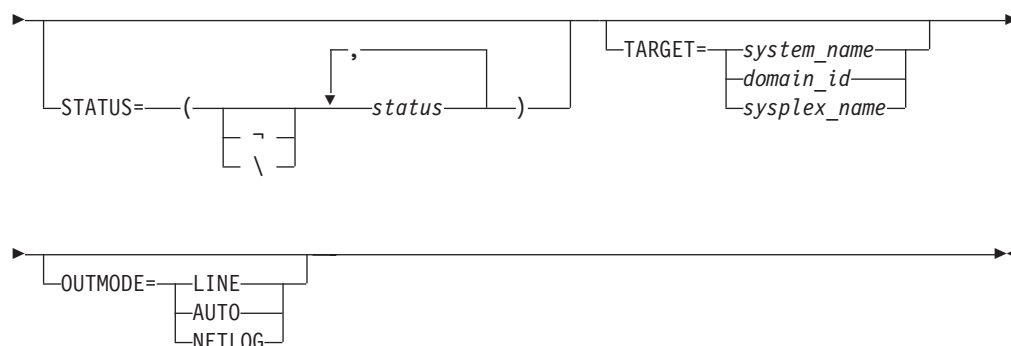 ,
STATUS= ( status )
¬
\
TARGET= system_name
domain_id
sysplex_name
OUTMODE= LINE
AUTO
NETLOG